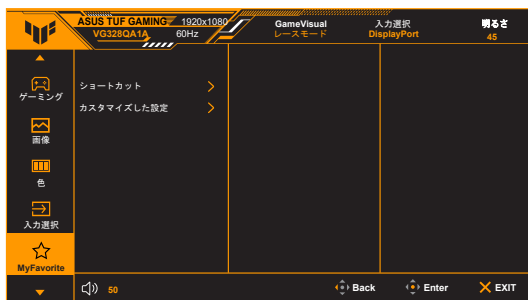 ASUS TUF GAMING 1920x1080 GameVisual 入力選択 明るさ
VG328QA1A 60Hz レースモード DisplayPort 45
ゲーミング
ショートカット
カスタマイズした設定
画像
色
入力選択
MyFavorite
50 Back Enter EXIT